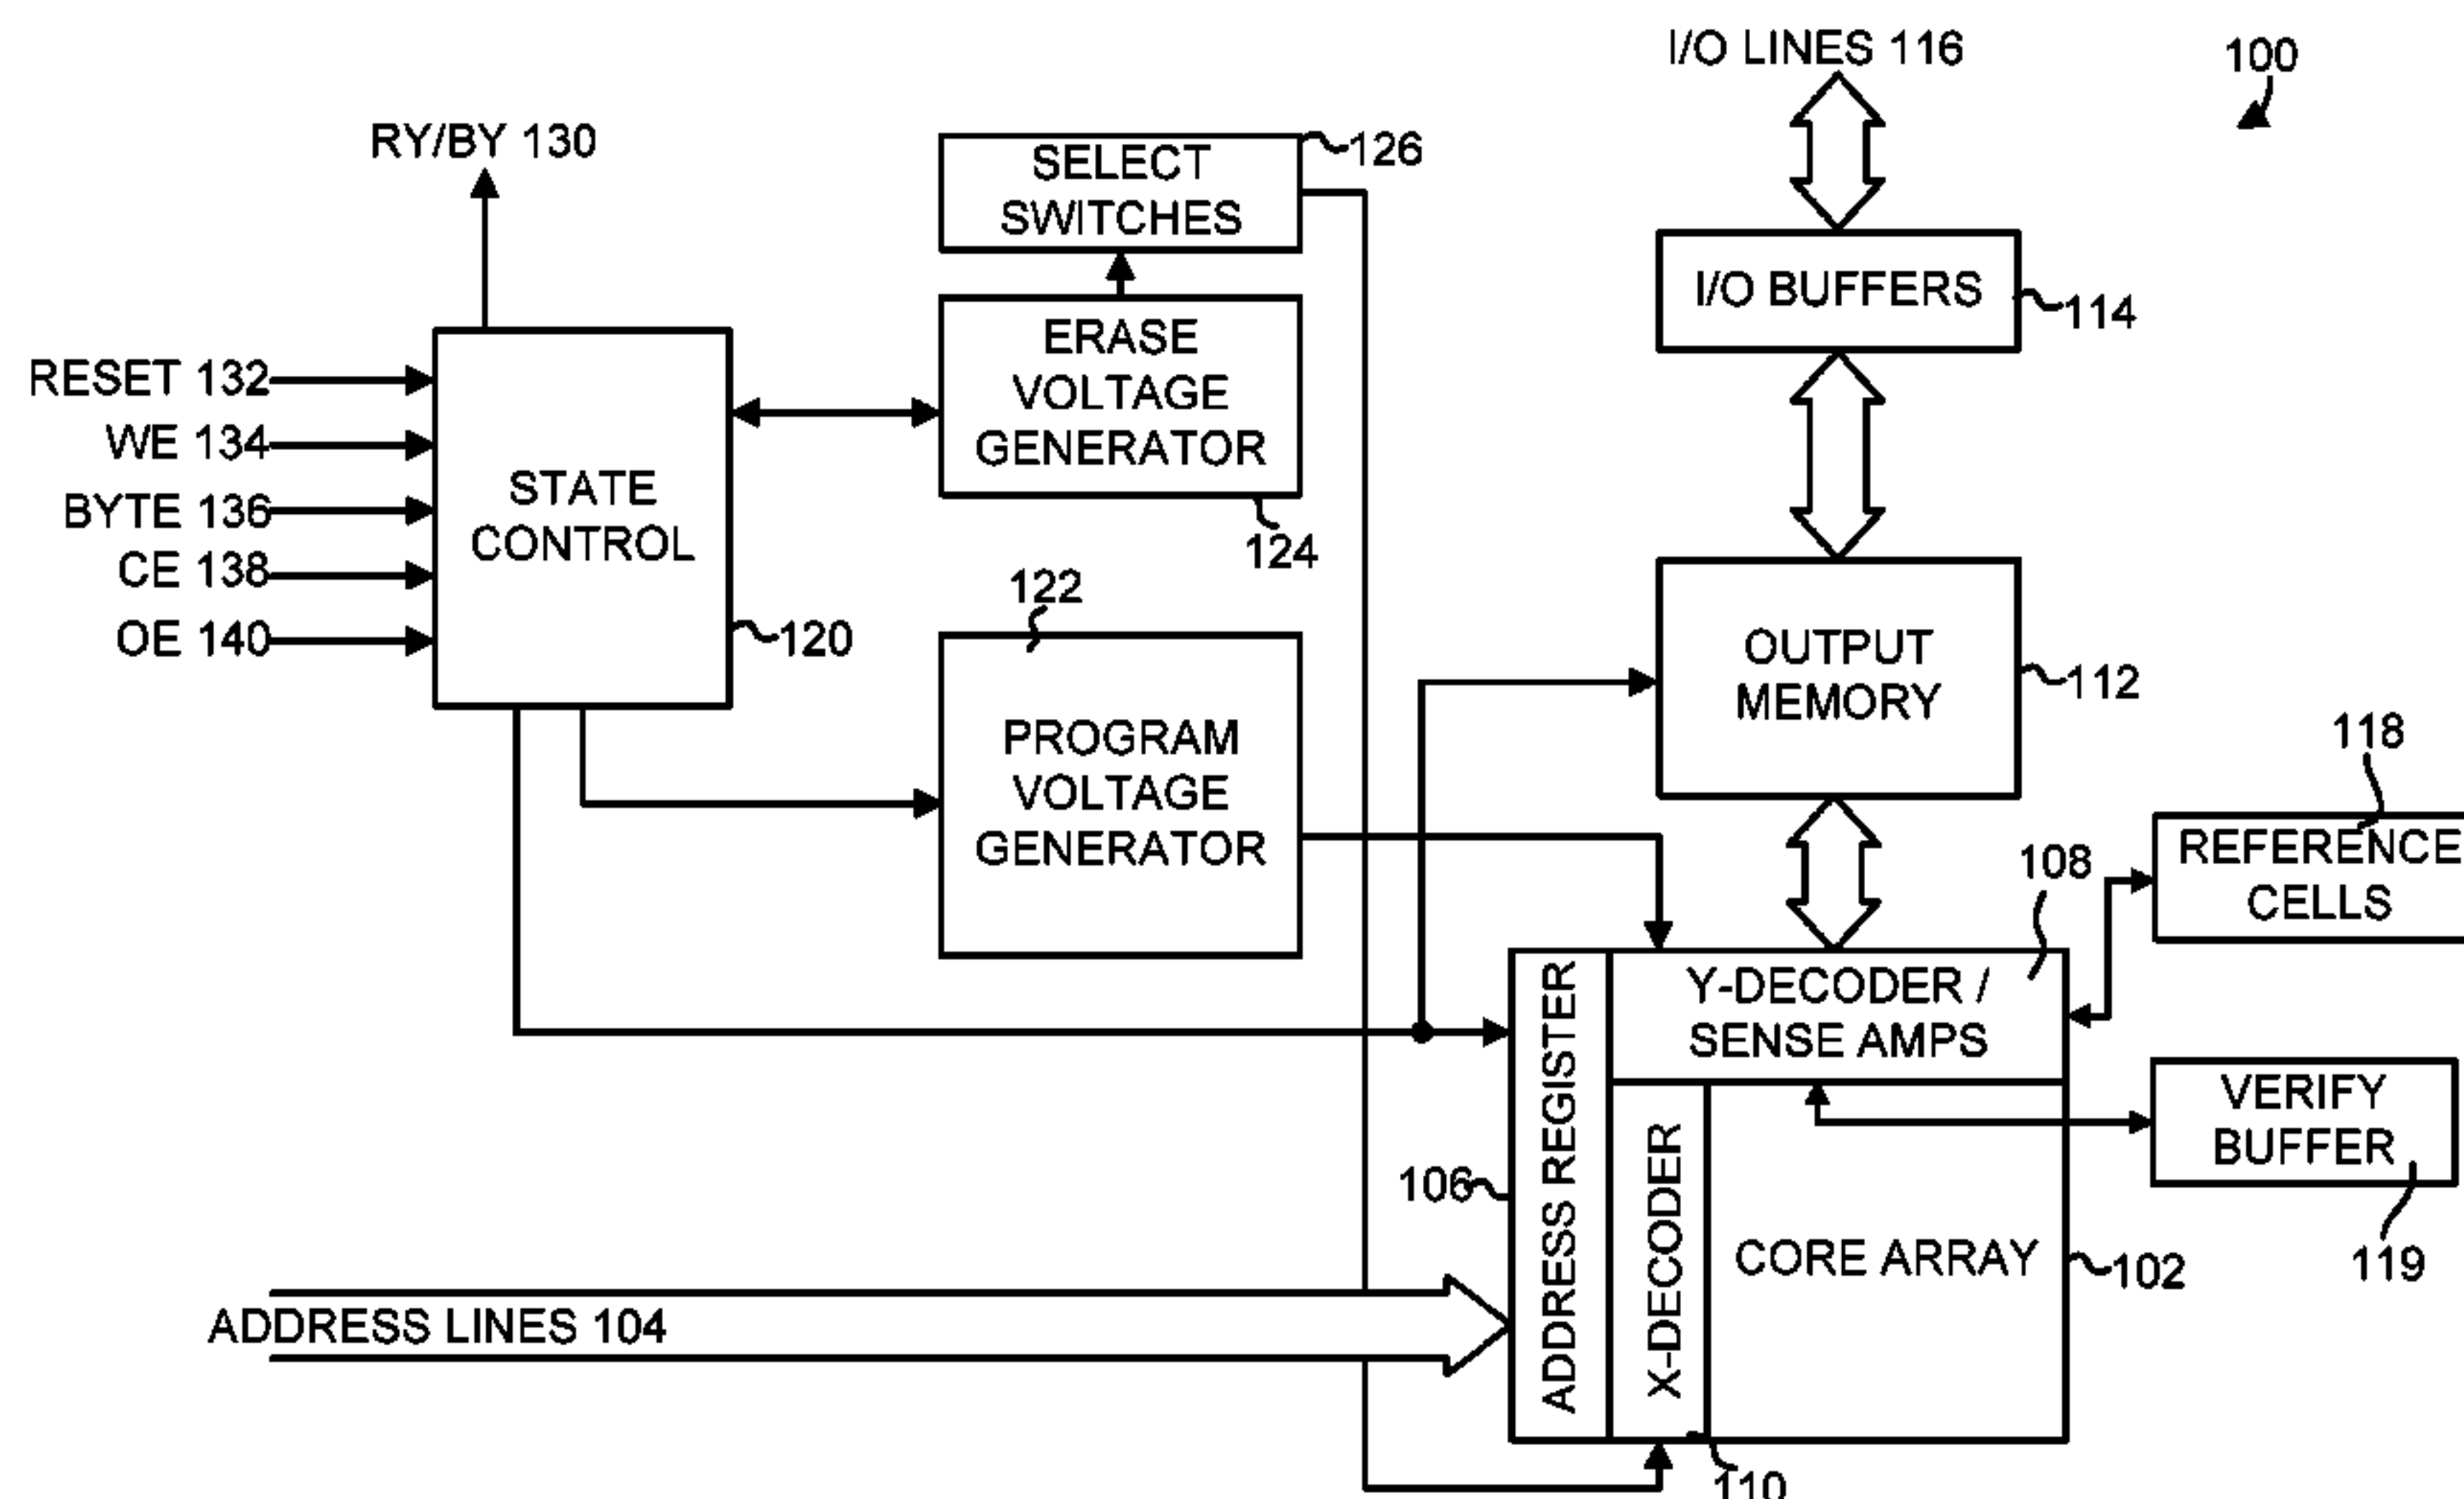 I/O LINES 116
100
RY/BY 130
SELECT
SWITCHES
126
I/O BUFFERS
114
ERASE
VOLTAGE
GENERATOR
124
RESET 132
WE 134
BYTE 136
CE 138
OE 140
STATE
CONTROL
120
122
PROGRAM
VOLTAGE
GENERATOR
OUTPUT
MEMORY
112
118
REFERENCE
CELLS
108
Y-DECODER /
SENSE AMPS
ADDRESS REGISTER
106
X-DECODER
CORE ARRAY
102
VERIFY
BUFFER
119
ADDRESS LINES 104
110